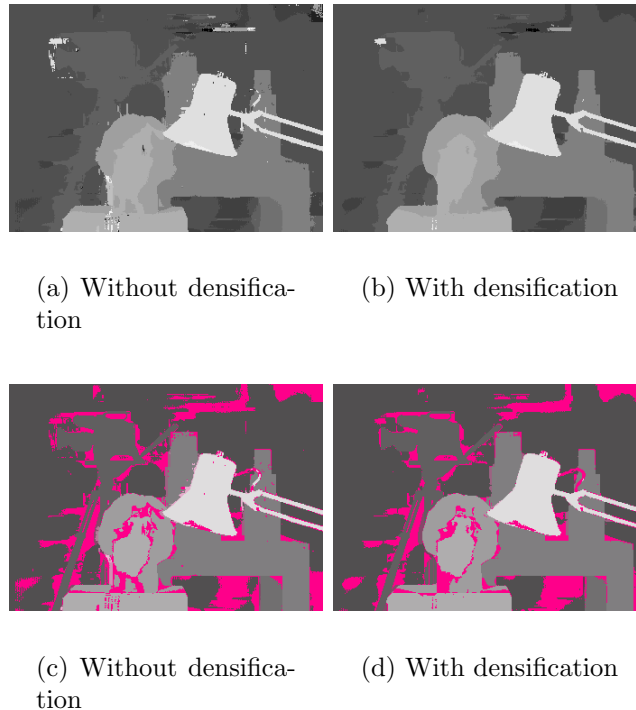 (a) Without densifica-
tion
(b) With densification
(c) Without densifica-
tion
(d) With densification